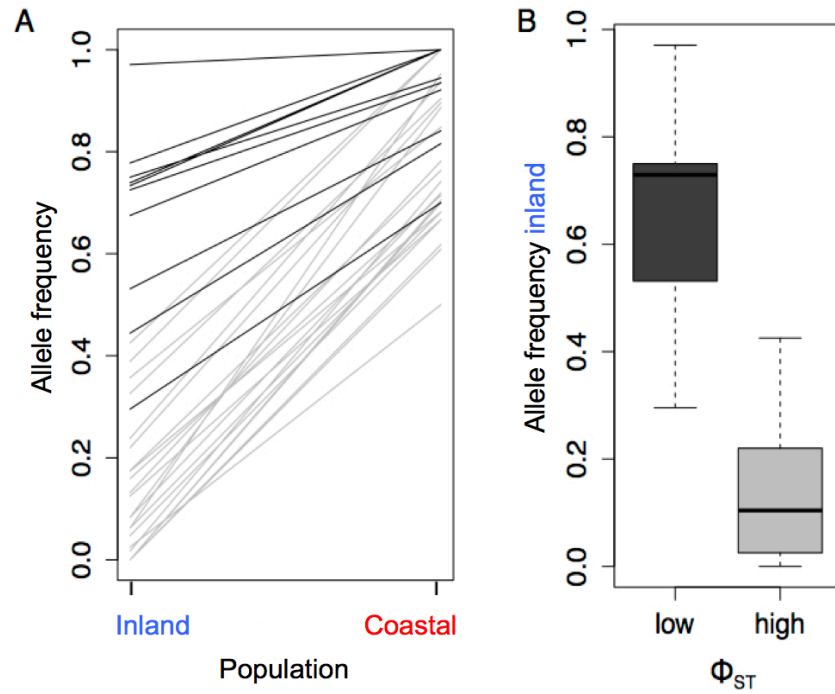 A
Allele frequency
0.0
0.2
0.4
0.6
0.8
1.0
Inland
Coastal
Population
B
Allele frequency inland
0.0
0.2
0.4
0.6
0.8
1.0
low
high
ΦST